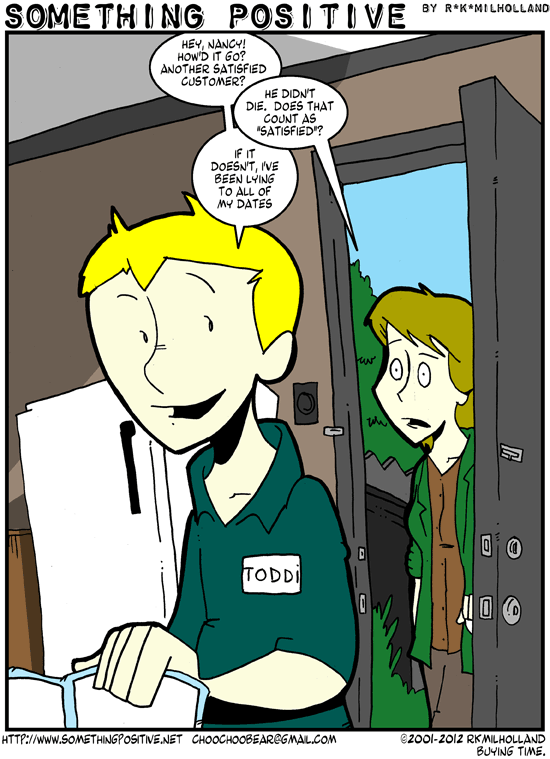 SOMETHING POSITIVE BY R*K*MILHOLLAND
HEY, NANCY!
HOW'D IT GO?
ANOTHER SATISFIED
CUSTOMER?
HE DIDN'T
DIE. DOES THAT
COUNT AS
"SATISFIED"?
IF IT
DOESN'T, I'VE
BEEN LYING
TO ALL OF
MY DATES
TODDI
HTTP://WWW.SOMETHINGPOSITIVE.NET CHOOCHOOBEAR@GMAIL.COM ©2001-2012 RKMILHOLLAND
BUYING TIME.